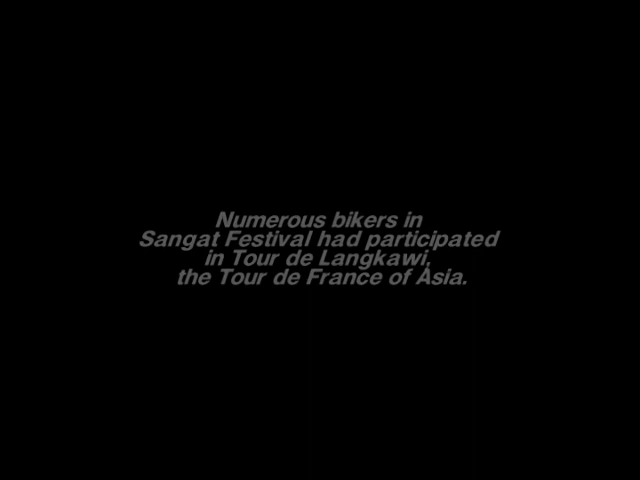 Numerous bikers in
Sangat Festival had participated
in Tour de Langkawi,
the Tour de France of Asia.